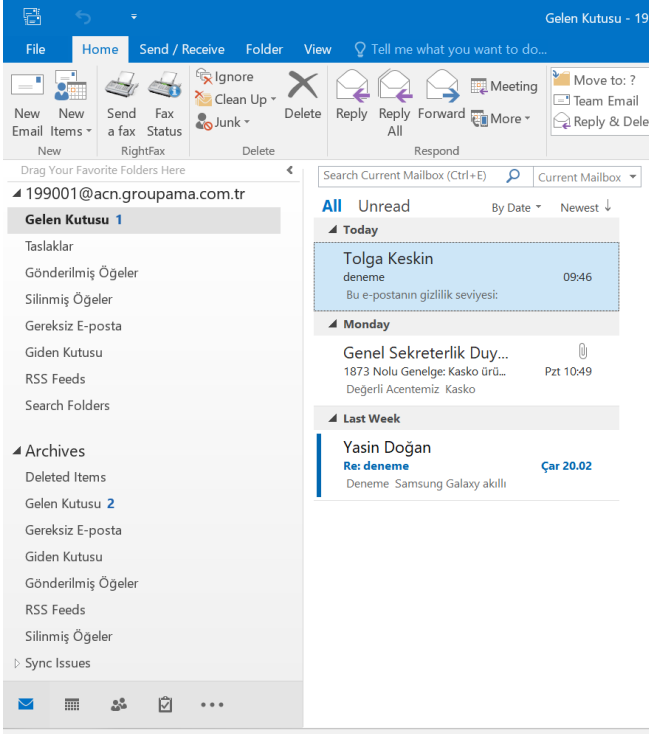 Gelen Kutusu - 19
File Home Send / Receive Folder View Tell me what you want to do...
New Email
New Items
Send a fax
Fax Status
Ignore
Clean Up
Junk
Delete
Reply
Reply All
Forward
Meeting
More
Move to: ?
Team Email
Reply & Dele
New RightFax Delete Respond
Drag Your Favorite Folders Here
199001@acn.groupama.com.tr
Gelen Kutusu 1
Taslaklar
Gönderilmiş Öğeler
Silinmiş Öğeler
Gereksiz E-posta
Giden Kutusu
RSS Feeds
Search Folders
Archives
Deleted Items
Gelen Kutusu 2
Gereksiz E-posta
Giden Kutusu
Gönderilmiş Öğeler
RSS Feeds
Silinmiş Öğeler
Sync Issues
Search Current Mailbox (Ctrl+E) Current Mailbox
All Unread By Date Newest
Today
Tolga Keskin
deneme 09:46
Bu e-postanın gizlilik seviyesi:
Monday
Genel Sekreterlik Duy...
1873 Nolu Genelge: Kasko ürü... Pzt 10:49
Değerli Acentemiz Kasko
Last Week
Yasin Doğan
Re: deneme Çar 20.02
Deneme Samsung Galaxy akıllı